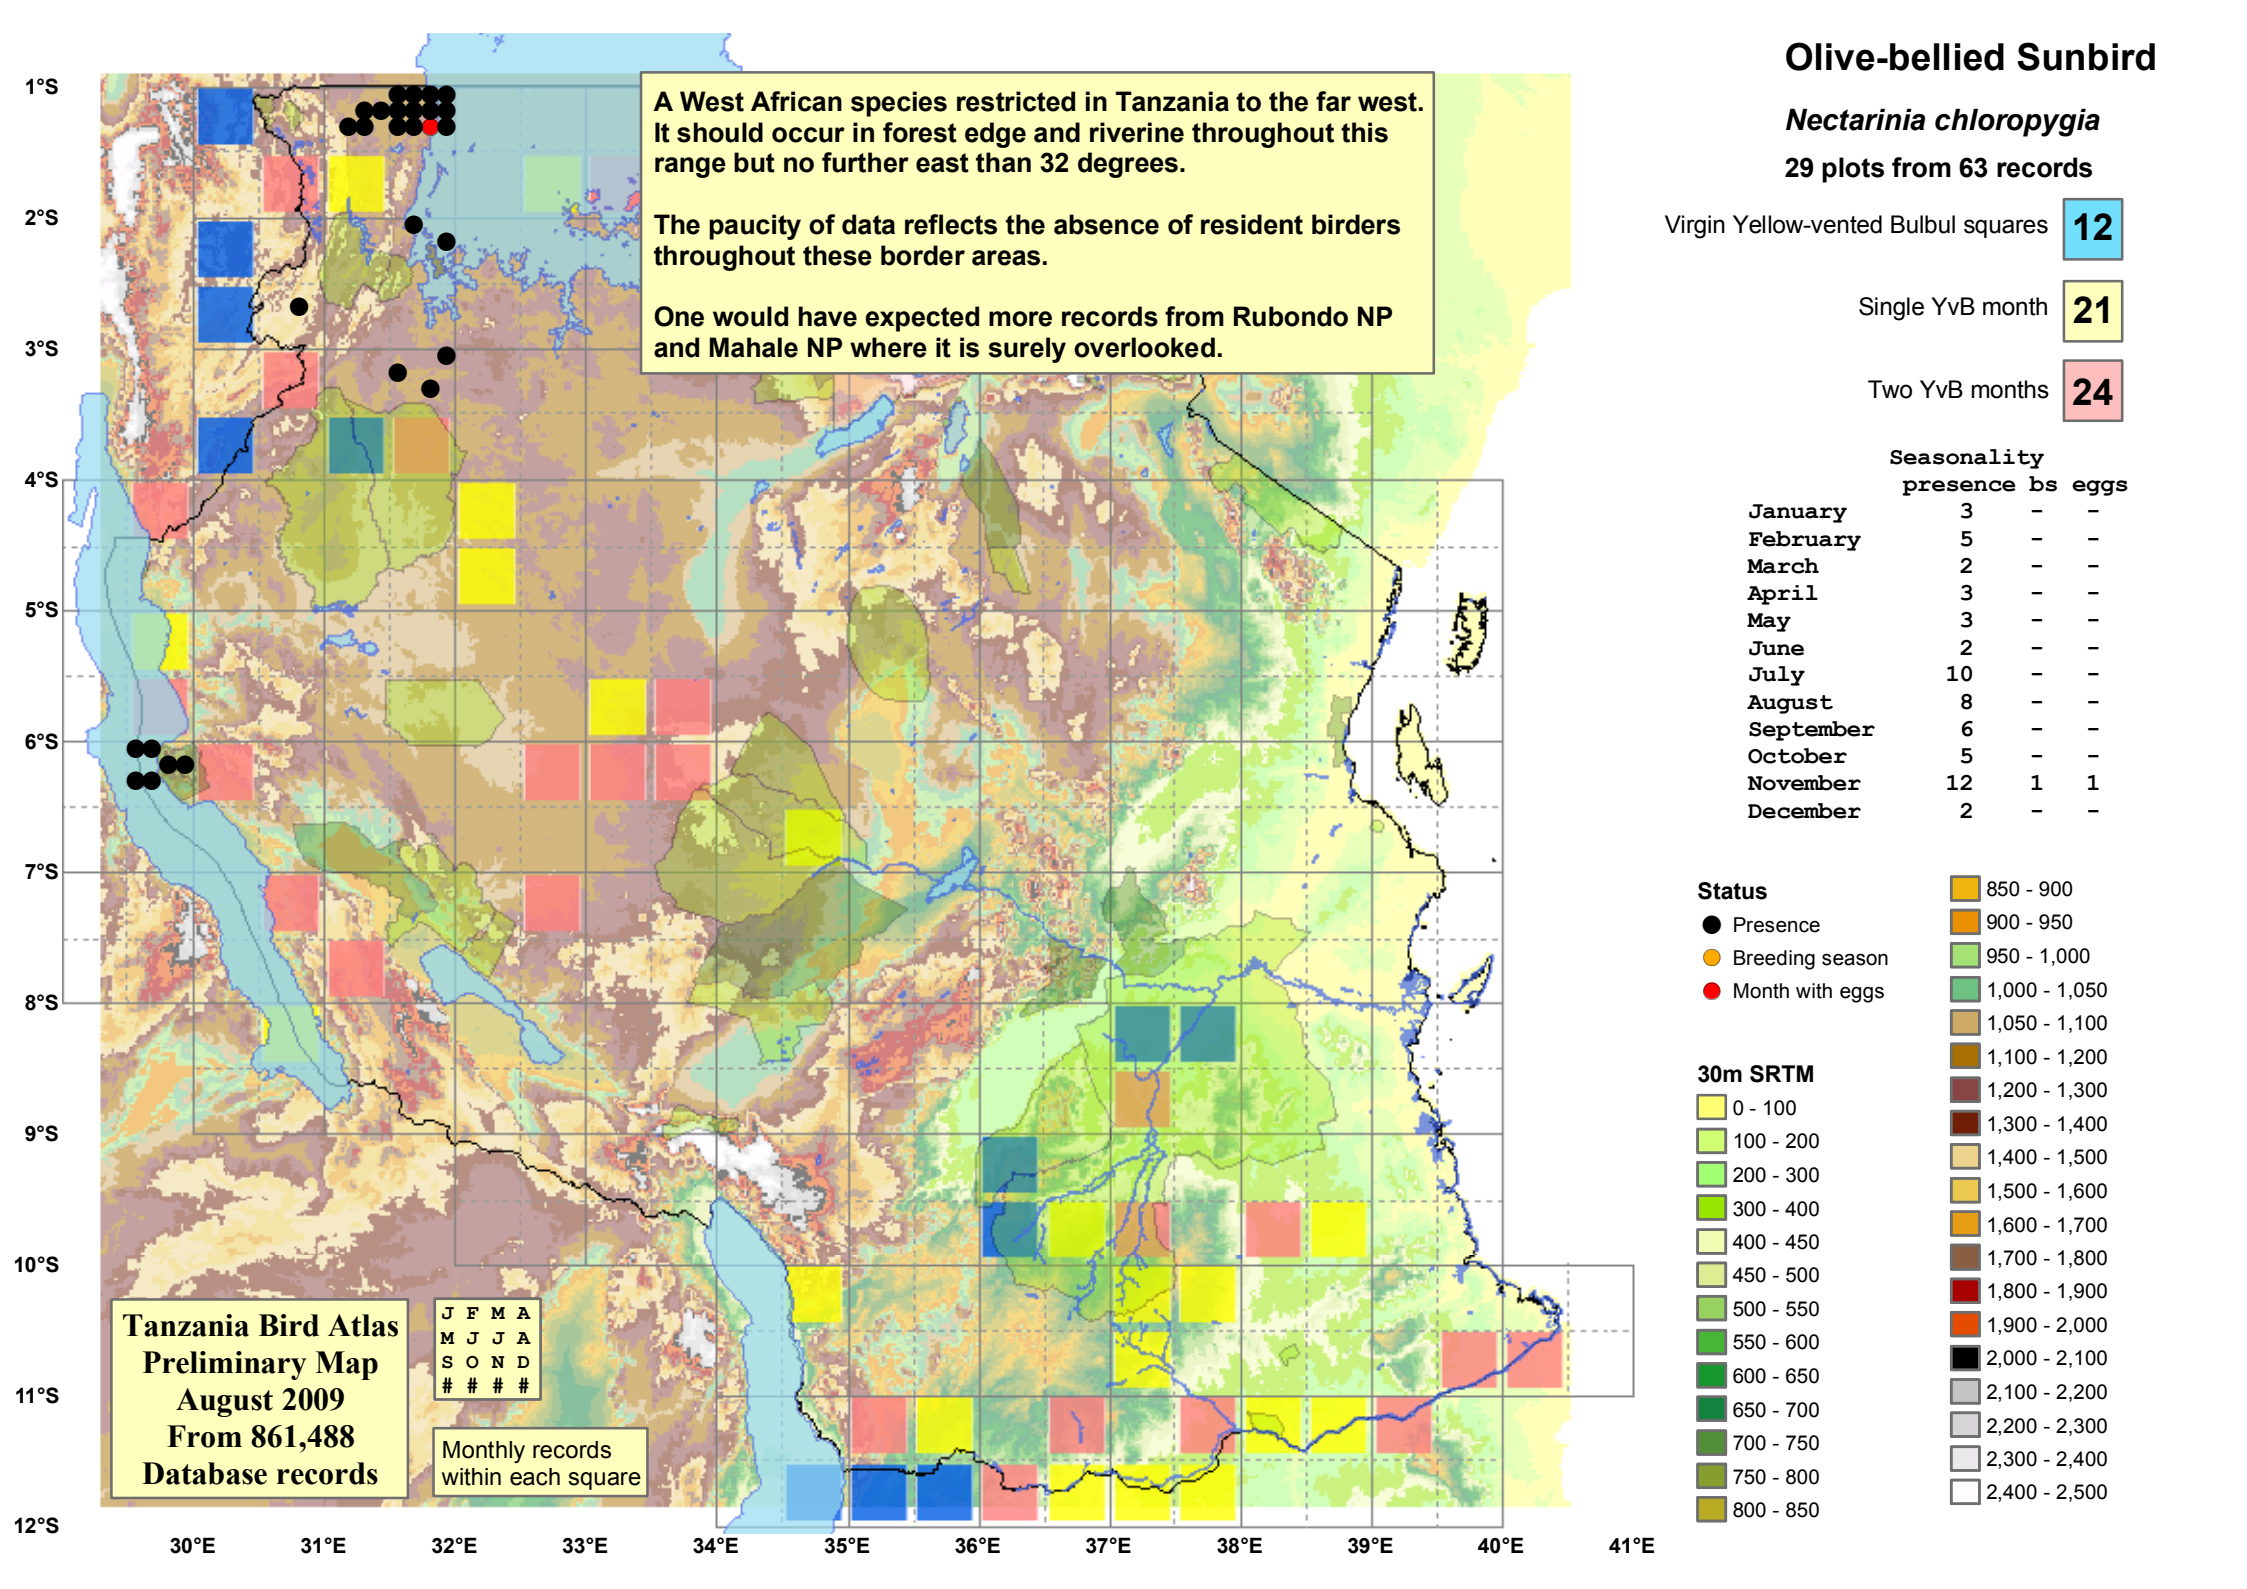 Olive-bellied Sunbird
Nectarinia chloropygia
29 plots from 63 records
Virgin Yellow-vented Bulbul squares 12
Single YvB month 21
Two YvB months 24
A West African species restricted in Tanzania to the far west.
It should occur in forest edge and riverine throughout this
range but no further east than 32 degrees.
The paucity of data reflects the absence of resident birders
throughout these border areas.
One would have expected more records from Rubondo NP
and Mahale NP where it is surely overlooked.
Seasonality
presence bs eggs
January 3 - -
February 5 - -
March 2 - -
April 3 - -
May 3 - -
June 2 - -
July 10 - -
August 8 - -
September 6 - -
October 5 - -
November 12 1 1
December 2 - -
Status
Presence
Breeding season
Month with eggs
30m SRTM
0 - 100
100 - 200
200 - 300
300 - 400
400 - 450
450 - 500
500 - 550
550 - 600
600 - 650
650 - 700
700 - 750
750 - 800
800 - 850
850 - 900
900 - 950
950 - 1,000
1,000 - 1,050
1,050 - 1,100
1,100 - 1,200
1,200 - 1,300
1,300 - 1,400
1,400 - 1,500
1,500 - 1,600
1,600 - 1,700
1,700 - 1,800
1,800 - 1,900
1,900 - 2,000
2,000 - 2,100
2,100 - 2,200
2,200 - 2,300
2,300 - 2,400
2,400 - 2,500
1°S
2°S
3°S
4°S
5°S
6°S
7°S
8°S
9°S
10°S
11°S
12°S
Tanzania Bird Atlas
Preliminary Map
August 2009
From 861,488
Database records
J F M A
M J J A
S O N D
# # # #
Monthly records
within each square
30°E 31°E 32°E 33°E 34°E 35°E 36°E 37°E 38°E 39°E 40°E 41°E